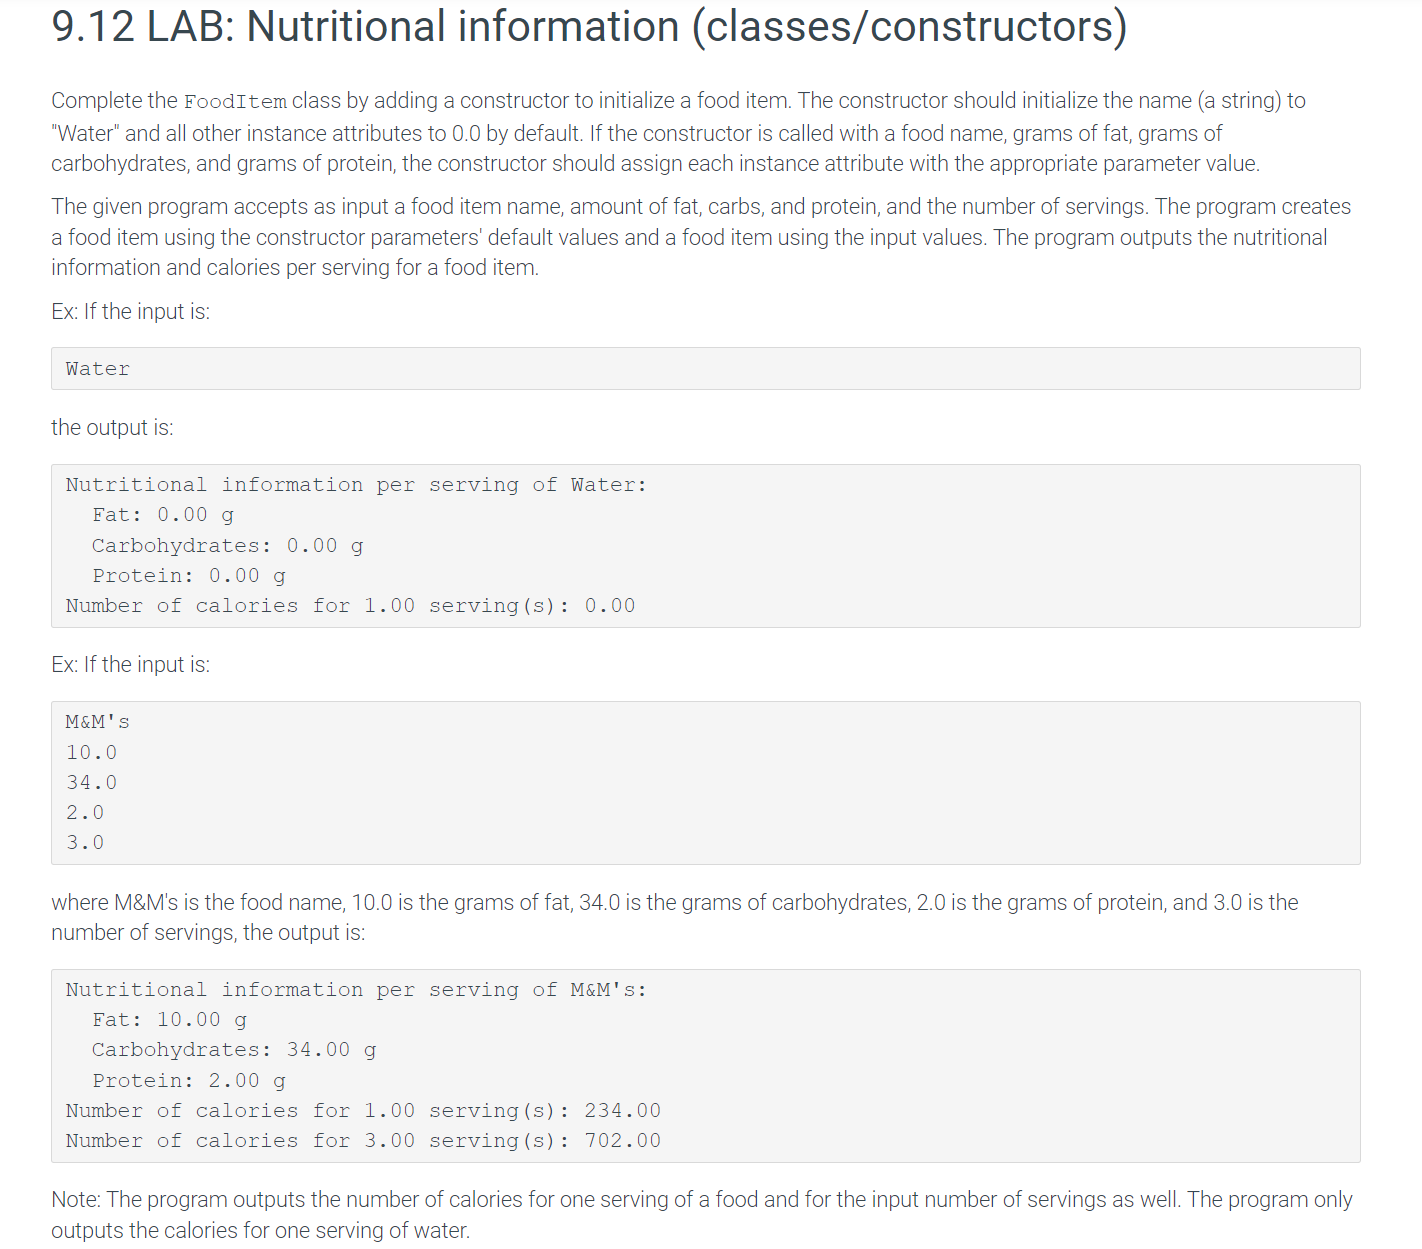 9.12 LAB: Nutritional information (classes/constructors)
Complete the FoodItem class by adding a constructor to initialize a food item. The constructor should initialize the name (a string) to
"Water" and all other instance attributes to 0.0 by default. If the constructor is called with a food name, grams of fat, grams of
carbohydrates, and grams of protein, the constructor should assign each instance attribute with the appropriate parameter value.
The given program accepts as input a food item name, amount of fat, carbs, and protein, and the number of servings. The program creates
a food item using the constructor parameters' default values and a food item using the input values. The program outputs the nutritional
information and calories per serving for a food item.
Ex: If the input is:
Water
the output is:
Nutritional information per serving of Water:
  Fat: 0.00 g
  Carbohydrates: 0.00 g
  Protein: 0.00 g
Number of calories for 1.00 serving(s): 0.00
Ex: If the input is:
M&M's
10.0
34.0
2.0
3.0
where M&M's is the food name, 10.0 is the grams of fat, 34.0 is the grams of carbohydrates, 2.0 is the grams of protein, and 3.0 is the
number of servings, the output is:
Nutritional information per serving of M&M's:
  Fat: 10.00 g
  Carbohydrates: 34.00 g
  Protein: 2.00 g
Number of calories for 1.00 serving(s): 234.00
Number of calories for 3.00 serving(s): 702.00
Note: The program outputs the number of calories for one serving of a food and for the input number of servings as well. The program only
outputs the calories for one serving of water.